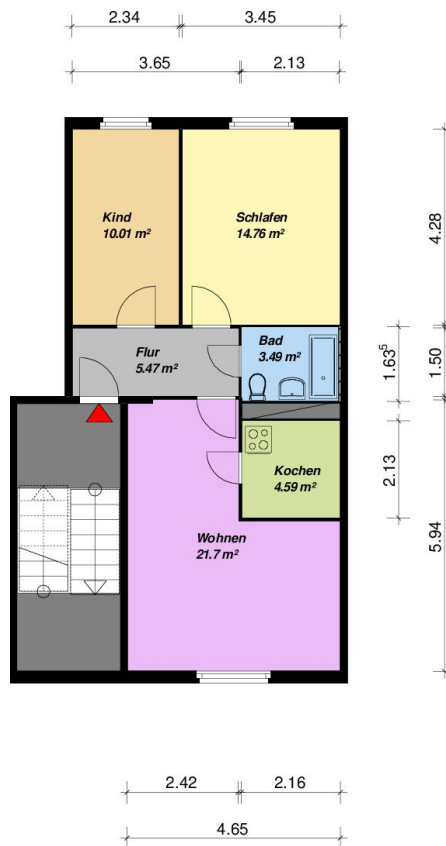 2.34 3.45
3.65 2.13
Kind
10.01 m²
Schlafen
14.76 m²
4.28
Flur
5.47 m²
Bad
3.49 m²
1.63⁵
1.50
Kochen
4.59 m²
2.13
Wohnen
21.7 m²
5.94
2.42 2.16
4.65